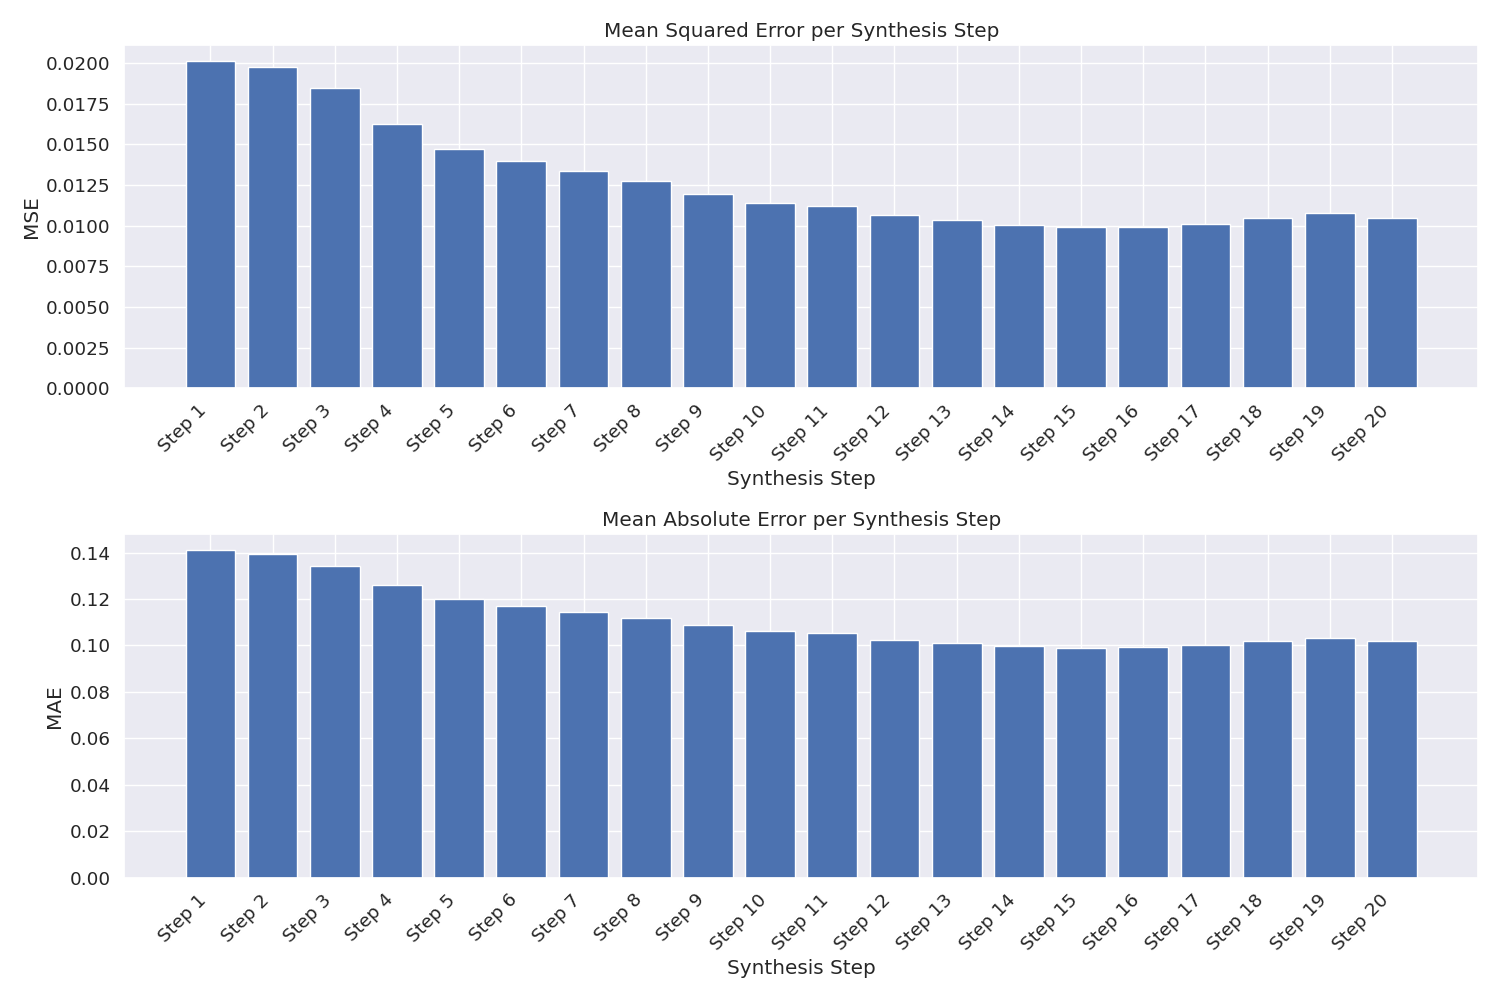 Mean Squared Error per Synthesis Step
0.0200
0.0175
0.0150
0.0125
0.0100
0.0075
0.0050
0.0025
0.0000
MSE
Step 1
Step 2
Step 3
Step 4
Step 5
Step 6
Step 7
Step 8
Step 9
Step 10
Step 11
Step 12
Step 13
Step 14
Step 15
Step 16
Step 17
Step 18
Step 19
Step 20
Synthesis Step
Mean Absolute Error per Synthesis Step
0.14
0.12
0.10
0.08
0.06
0.04
0.02
0.00
MAE
Step 1
Step 2
Step 3
Step 4
Step 5
Step 6
Step 7
Step 8
Step 9
Step 10
Step 11
Step 12
Step 13
Step 14
Step 15
Step 16
Step 17
Step 18
Step 19
Step 20
Synthesis Step